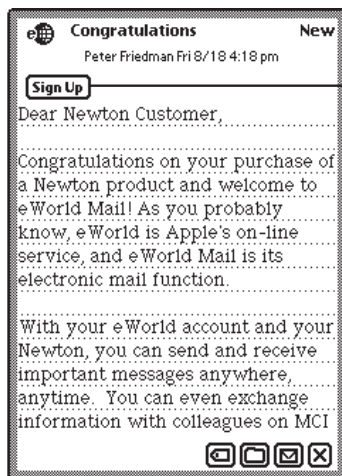 e Congratulations New
Peter Friedman Fri 8/18 4:18 pm
Sign Up
Dear Newton Customer,
Congratulations on your purchase of
a Newton product and welcome to
eWorld Mail! As you probably
know, eWorld is Apple's on-line
service, and eWorld Mail is its
electronic mail function.
With your eWorld account and your
Newton, you can send and receive
important messages anywhere,
anytime. You can even exchange
information with colleagues on MCI